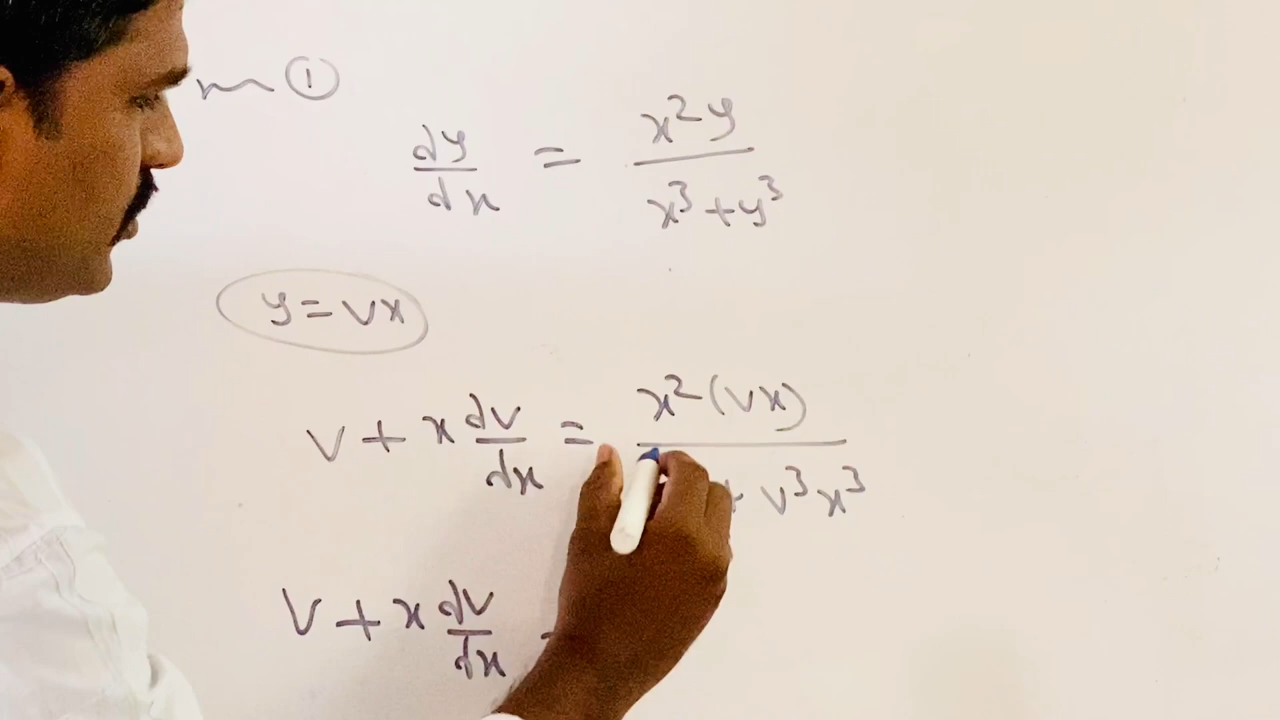 m ①
dy/dx = x²y / x³+y³
y = vx
v + x dv/dx = x²(vx) / + v³x³
v + x dv/dx